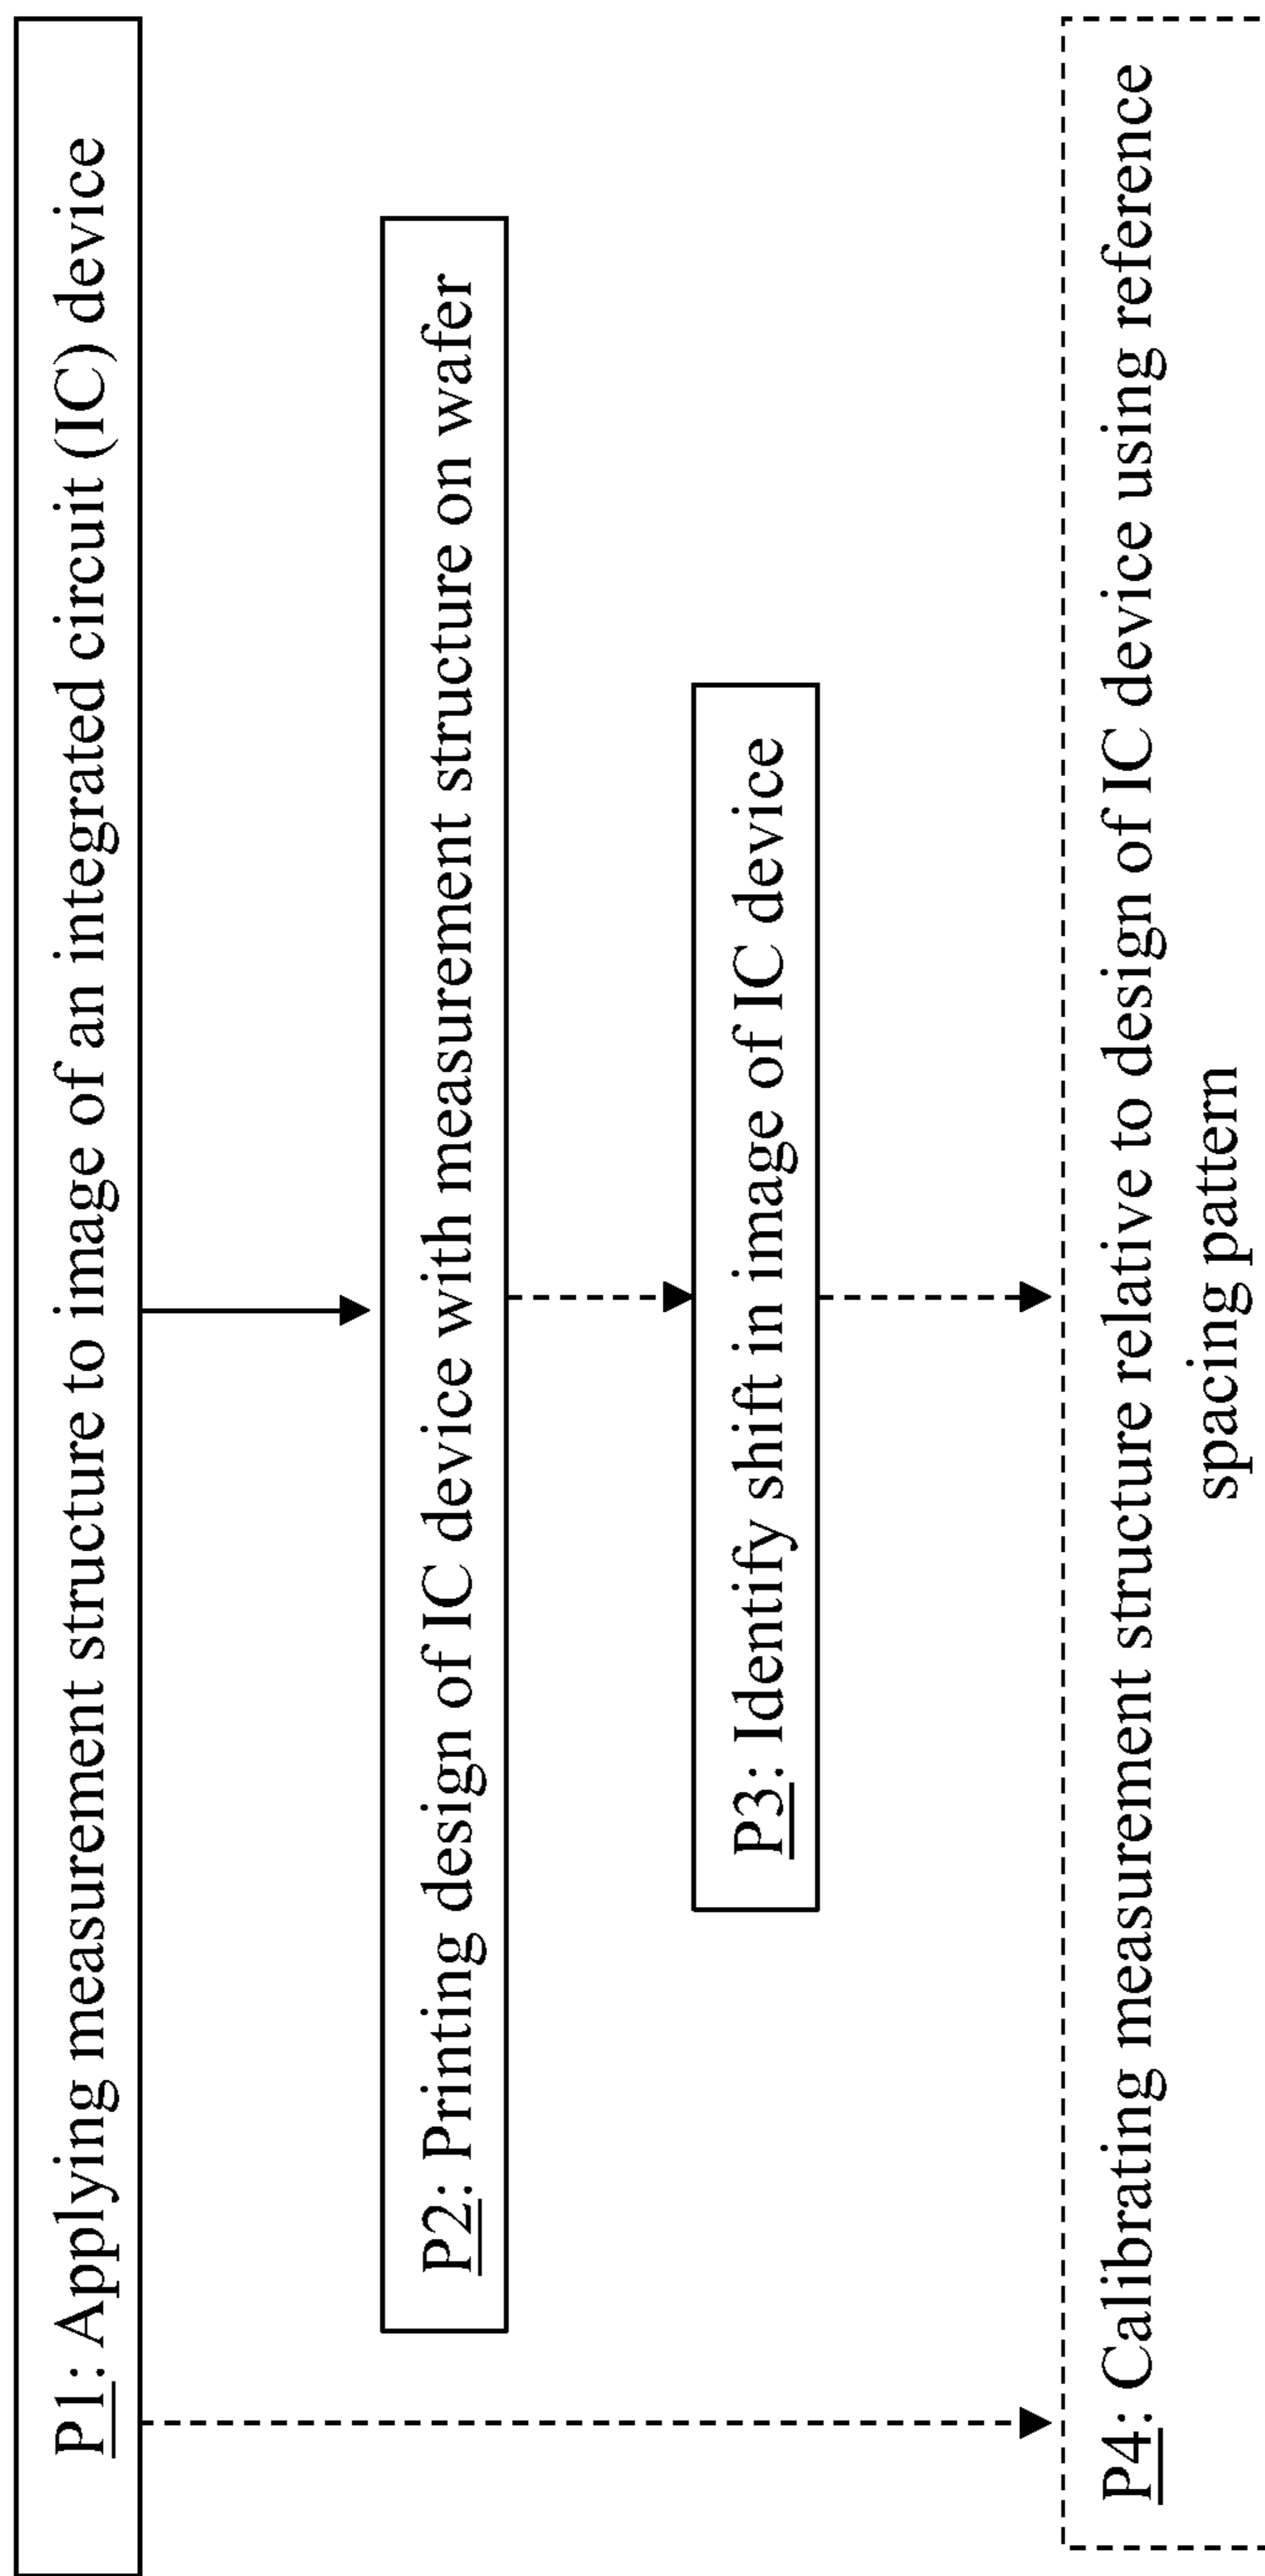 P1: Applying measurement structure to image of an integrated circuit (IC) device
P2: Printing design of IC device with measurement structure on wafer
P3: Identify shift in image of IC device
P4: Calibrating measurement structure relative to design of IC device using reference
spacing pattern